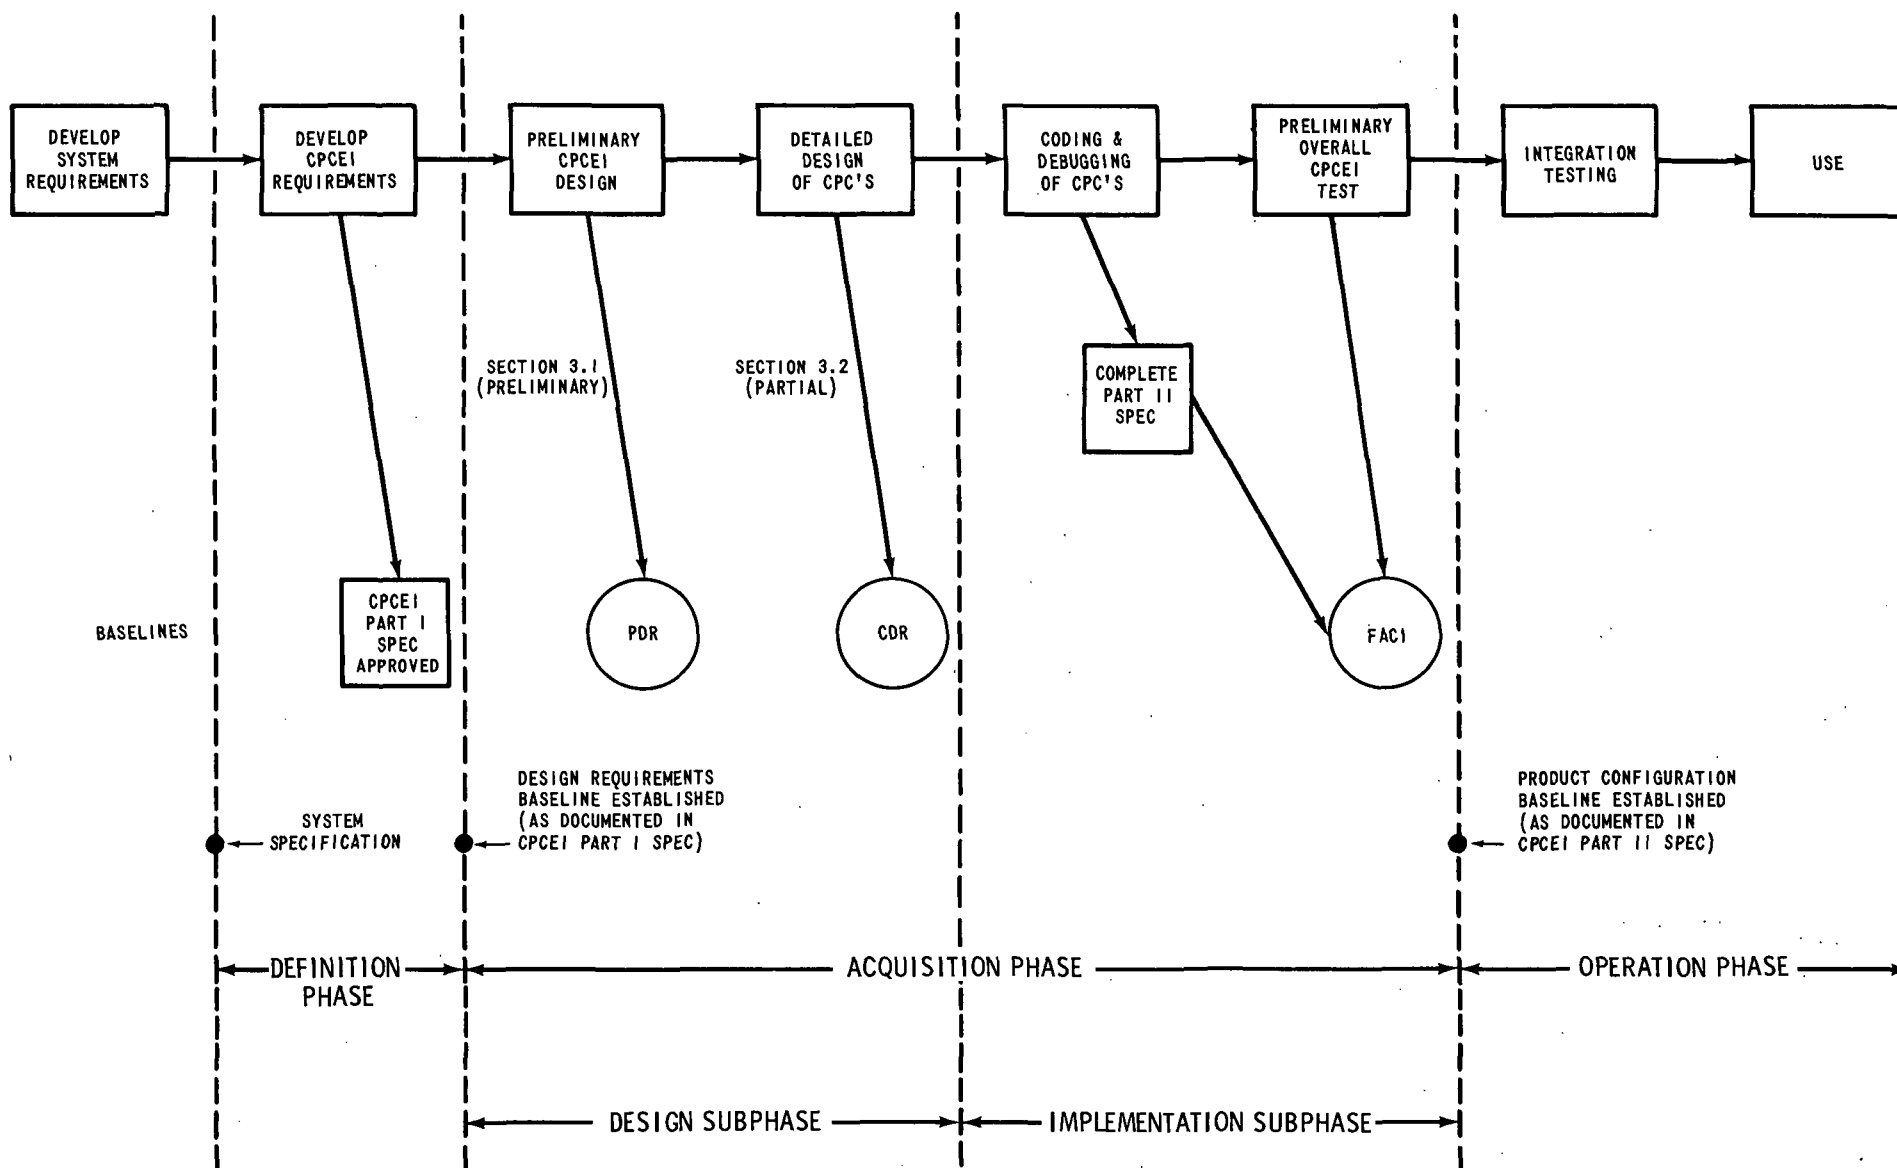 DEVELOP
SYSTEM
REQUIREMENTS
DEVELOP
CPCEI
REQUIREMENTS
PRELIMINARY
CPCEI
DESIGN
DETAILED
DESIGN
OF CPC'S
CODING &
DEBUGGING
OF CPC'S
PRELIMINARY
OVERALL
CPCEI
TEST
INTEGRATION
TESTING
USE
SECTION 3.1
(PRELIMINARY)
SECTION 3.2
(PARTIAL)
COMPLETE
PART II
SPEC
BASELINES
CPCEI
PART I
SPEC
APPROVED
PDR
CDR
FACI
SYSTEM
SPECIFICATION
DESIGN REQUIREMENTS
BASELINE ESTABLISHED
(AS DOCUMENTED IN
CPCEI PART I SPEC)
PRODUCT CONFIGURATION
BASELINE ESTABLISHED
(AS DOCUMENTED IN
CPCEI PART II SPEC)
DEFINITION
PHASE
ACQUISITION PHASE
OPERATION PHASE
DESIGN SUBPHASE
IMPLEMENTATION SUBPHASE